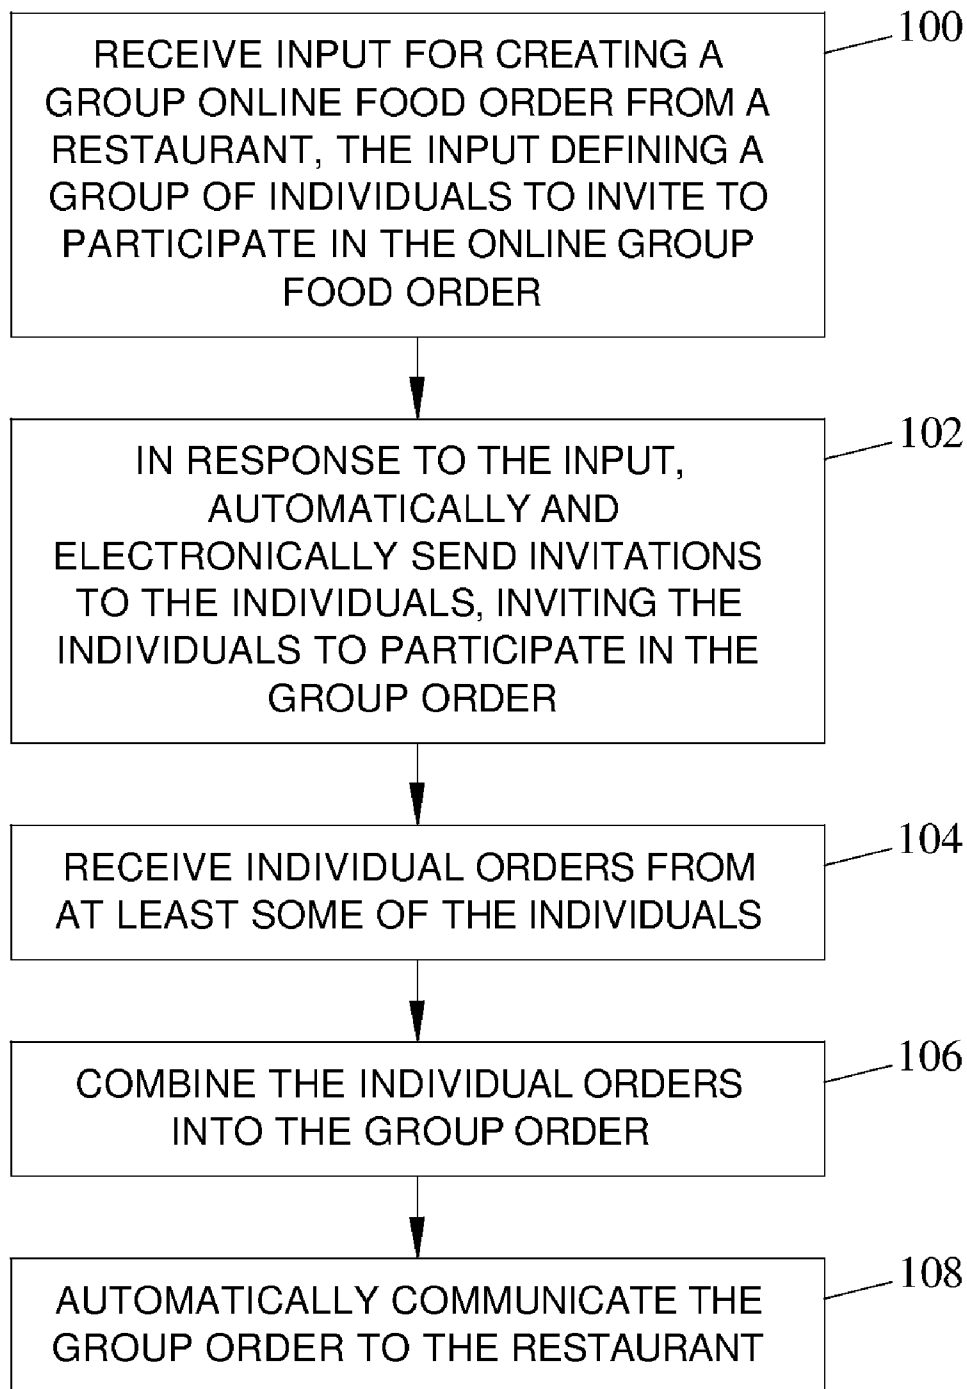 100
RECEIVE INPUT FOR CREATING A
GROUP ONLINE FOOD ORDER FROM A
RESTAURANT, THE INPUT DEFINING A
GROUP OF INDIVIDUALS TO INVITE TO
PARTICIPATE IN THE ONLINE GROUP
FOOD ORDER
102
IN RESPONSE TO THE INPUT,
AUTOMATICALLY AND
ELECTRONICALLY SEND INVITATIONS
TO THE INDIVIDUALS, INVITING THE
INDIVIDUALS TO PARTICIPATE IN THE
GROUP ORDER
104
RECEIVE INDIVIDUAL ORDERS FROM
AT LEAST SOME OF THE INDIVIDUALS
106
COMBINE THE INDIVIDUAL ORDERS
INTO THE GROUP ORDER
108
AUTOMATICALLY COMMUNICATE THE
GROUP ORDER TO THE RESTAURANT